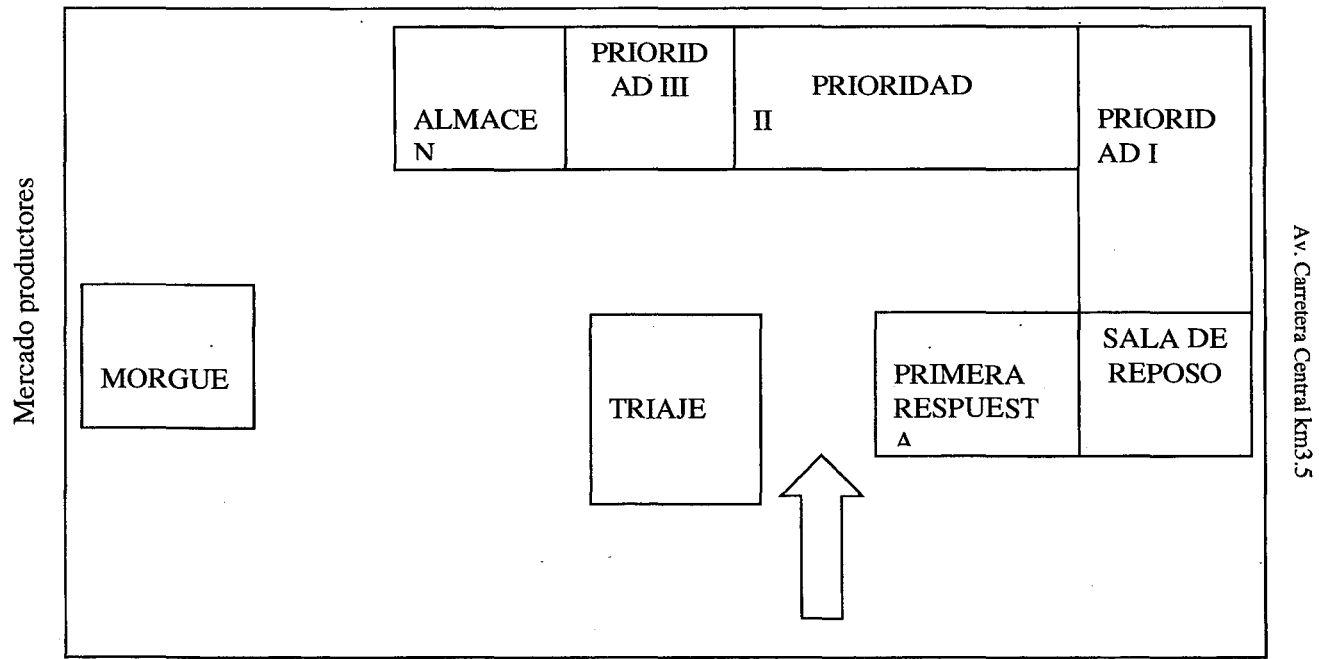 PRIORID
AD III
PRIORIDAD
II
ALMACE
N
PRIORID
AD I
Mercado productores
Av. Carretera Central km3.5
MORGUE
TRIAJE
PRIMERA
RESPUEST
A
SALA DE
REPOSO